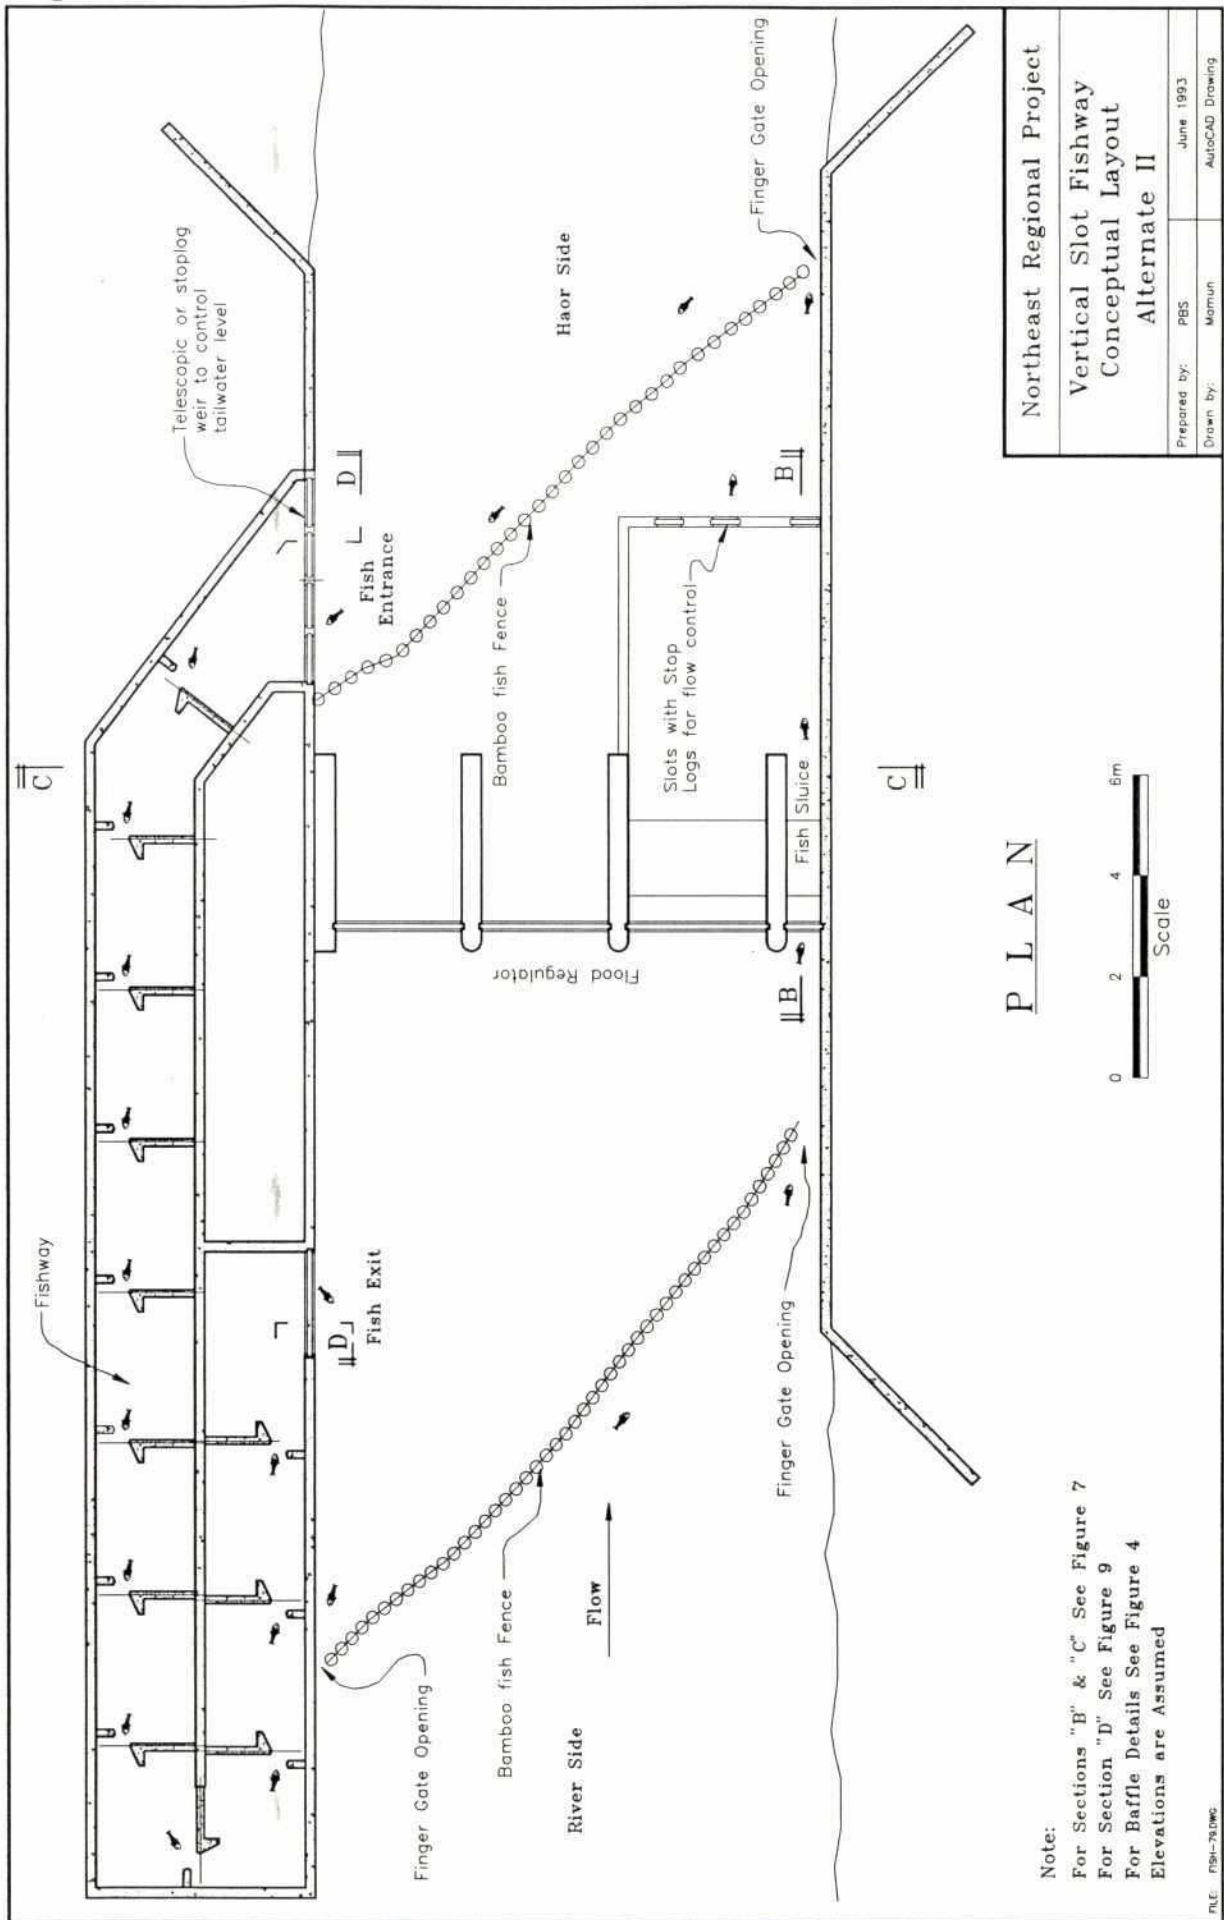 Fishway
Telescopic or stoplog
weir to control
tailwater level
C
D
Fish
Entrance
Fish Exit
D
Finger Gate Opening
Bamboo fish Fence
River Side
Flow
Flood Regulator
Bamboo fish Fence
Haor Side
Slots with Stop
Logs for flow control
Fish Sluice
B
B
Finger Gate Opening
Finger Gate Opening
C
PLAN
0 2 4 6m
Scale
Note:
For Sections "B" & "C" See Figure 7
For Section "D" See Figure 9
For Baffle Details See Figure 4
Elevations are Assumed
Northeast Regional Project
Vertical Slot Fishway
Conceptual Layout
Alternate II
Prepared by: PBS June 1993
Drawn by: Mamun AutoCAD Drawing
FILE: FISH-79.DWG